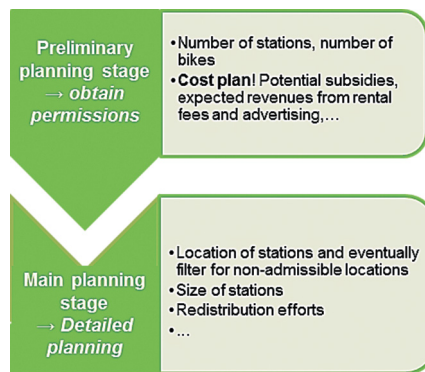 Preliminary
planning stage
→ obtain
permissions
•Number of stations, number of
bikes
•Cost plan! Potential subsidies,
expected revenues from rental
fees and advertising,…
Main planning
stage
→ Detailed
planning
•Location of stations and eventually
filter for non-admissible locations
•Size of stations
•Redistribution efforts
•...